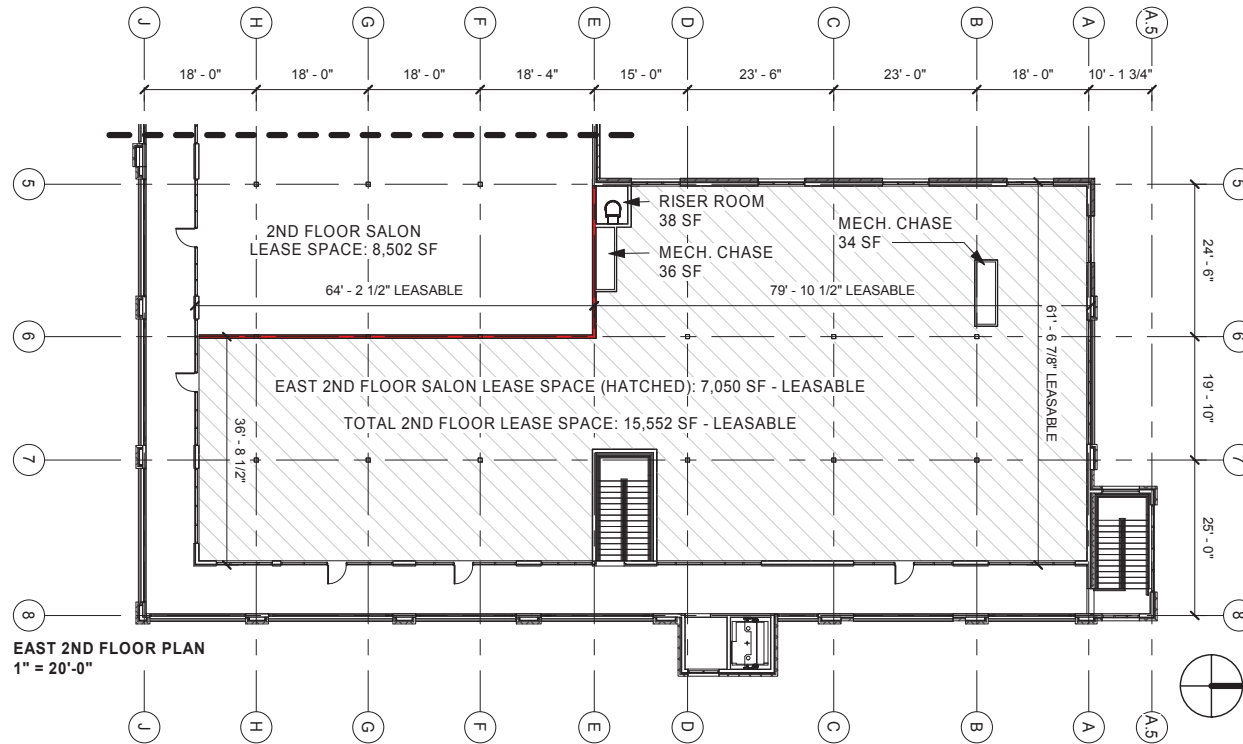 J H G F E D C B A A.5
18' - 0" 18' - 0" 18' - 0" 18' - 4" 15' - 0" 23' - 6" 23' - 0" 18' - 0" 10' - 1 3/4"
5 5
RISER ROOM
38 SF
MECH. CHASE
34 SF
2ND FLOOR SALON
LEASE SPACE: 8,502 SF
MECH. CHASE
36 SF
24' - 6"
64' - 2 1/2" LEASABLE 79' - 10 1/2" LEASABLE
61' - 6 7/8" LEASABLE
6 6
19' - 10"
EAST 2ND FLOOR SALON LEASE SPACE (HATCHED): 7,050 SF - LEASABLE
TOTAL 2ND FLOOR LEASE SPACE: 15,552 SF - LEASABLE
36' - 8 1/2"
7 7
25' - 0"
8 8
EAST 2ND FLOOR PLAN
1" = 20'-0"
J H G F E D C B A A.5